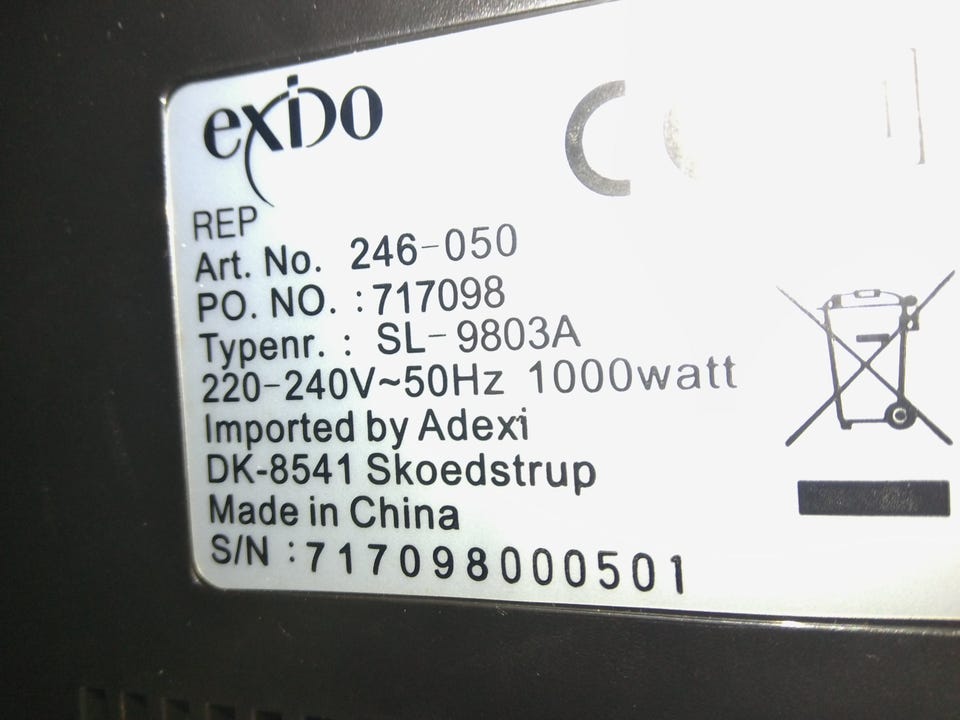 exido
CE
REP
Art. No. 246-050
PO. NO. :717098
Typenr. : SL-9803A
220-240V~50Hz 1000watt
Imported by Adexi
DK-8541 Skoedstrup
Made in China
S/N :717098000501